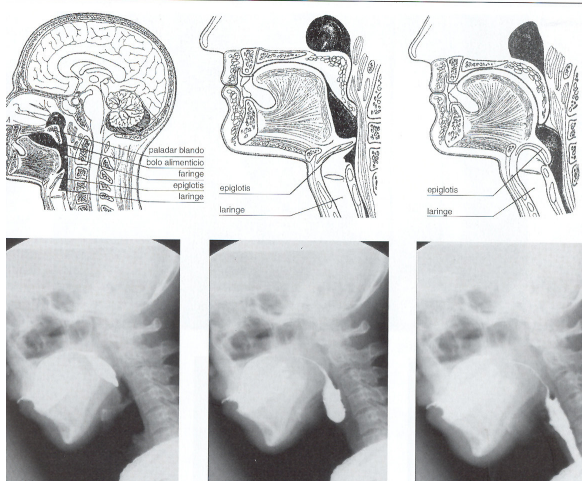 paladar blando
bolo alimenticio
faringe
epiglotis
laringe
epiglotis
laringe
epiglotis
laringe